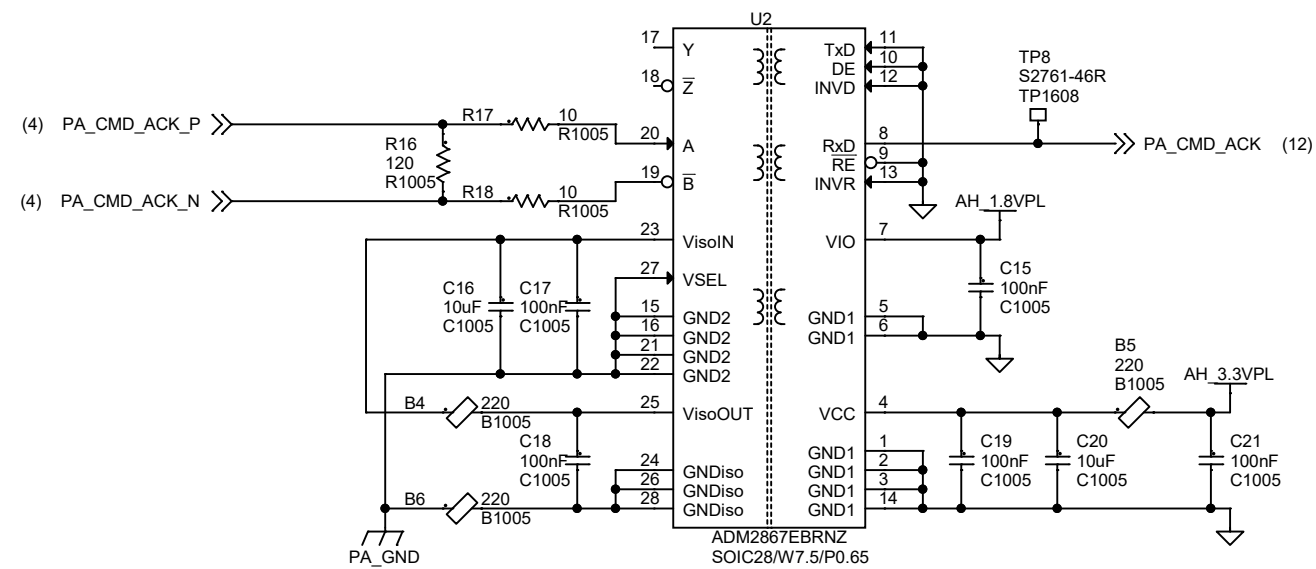 U2
17 Y
18 Z
(4) PA_CMD_ACK_P
R17 10
R1005
20 A
R16
120
R1005
19 B
(4) PA_CMD_ACK_N
R18 10
R1005
23 VisoIN
27 VSEL
C16
10uF
C1005
C17
100nF
C1005
15 GND2
16 GND2
21 GND2
22 GND2
B4 220
B1005
25 VisoOUT
C18
100nF
C1005
24 GNDiso
26 GNDiso
28 GNDiso
B6 220
B1005
PA_GND
TxD 11
DE 10
INVD 12
RxD 8
RE 9
INVR 13
TP8
S2761-46R
TP1608
PA_CMD_ACK (12)
AH_1.8VPL
VIO 7
C15
100nF
C1005
GND1 5
GND1 6
B5
220
B1005
AH_3.3VPL
VCC 4
C19
100nF
C1005
C20
10uF
C1005
C21
100nF
C1005
GND1 1
GND1 2
GND1 3
GND1 14
ADM2867EBRNZ
SOIC28/W7.5/P0.65